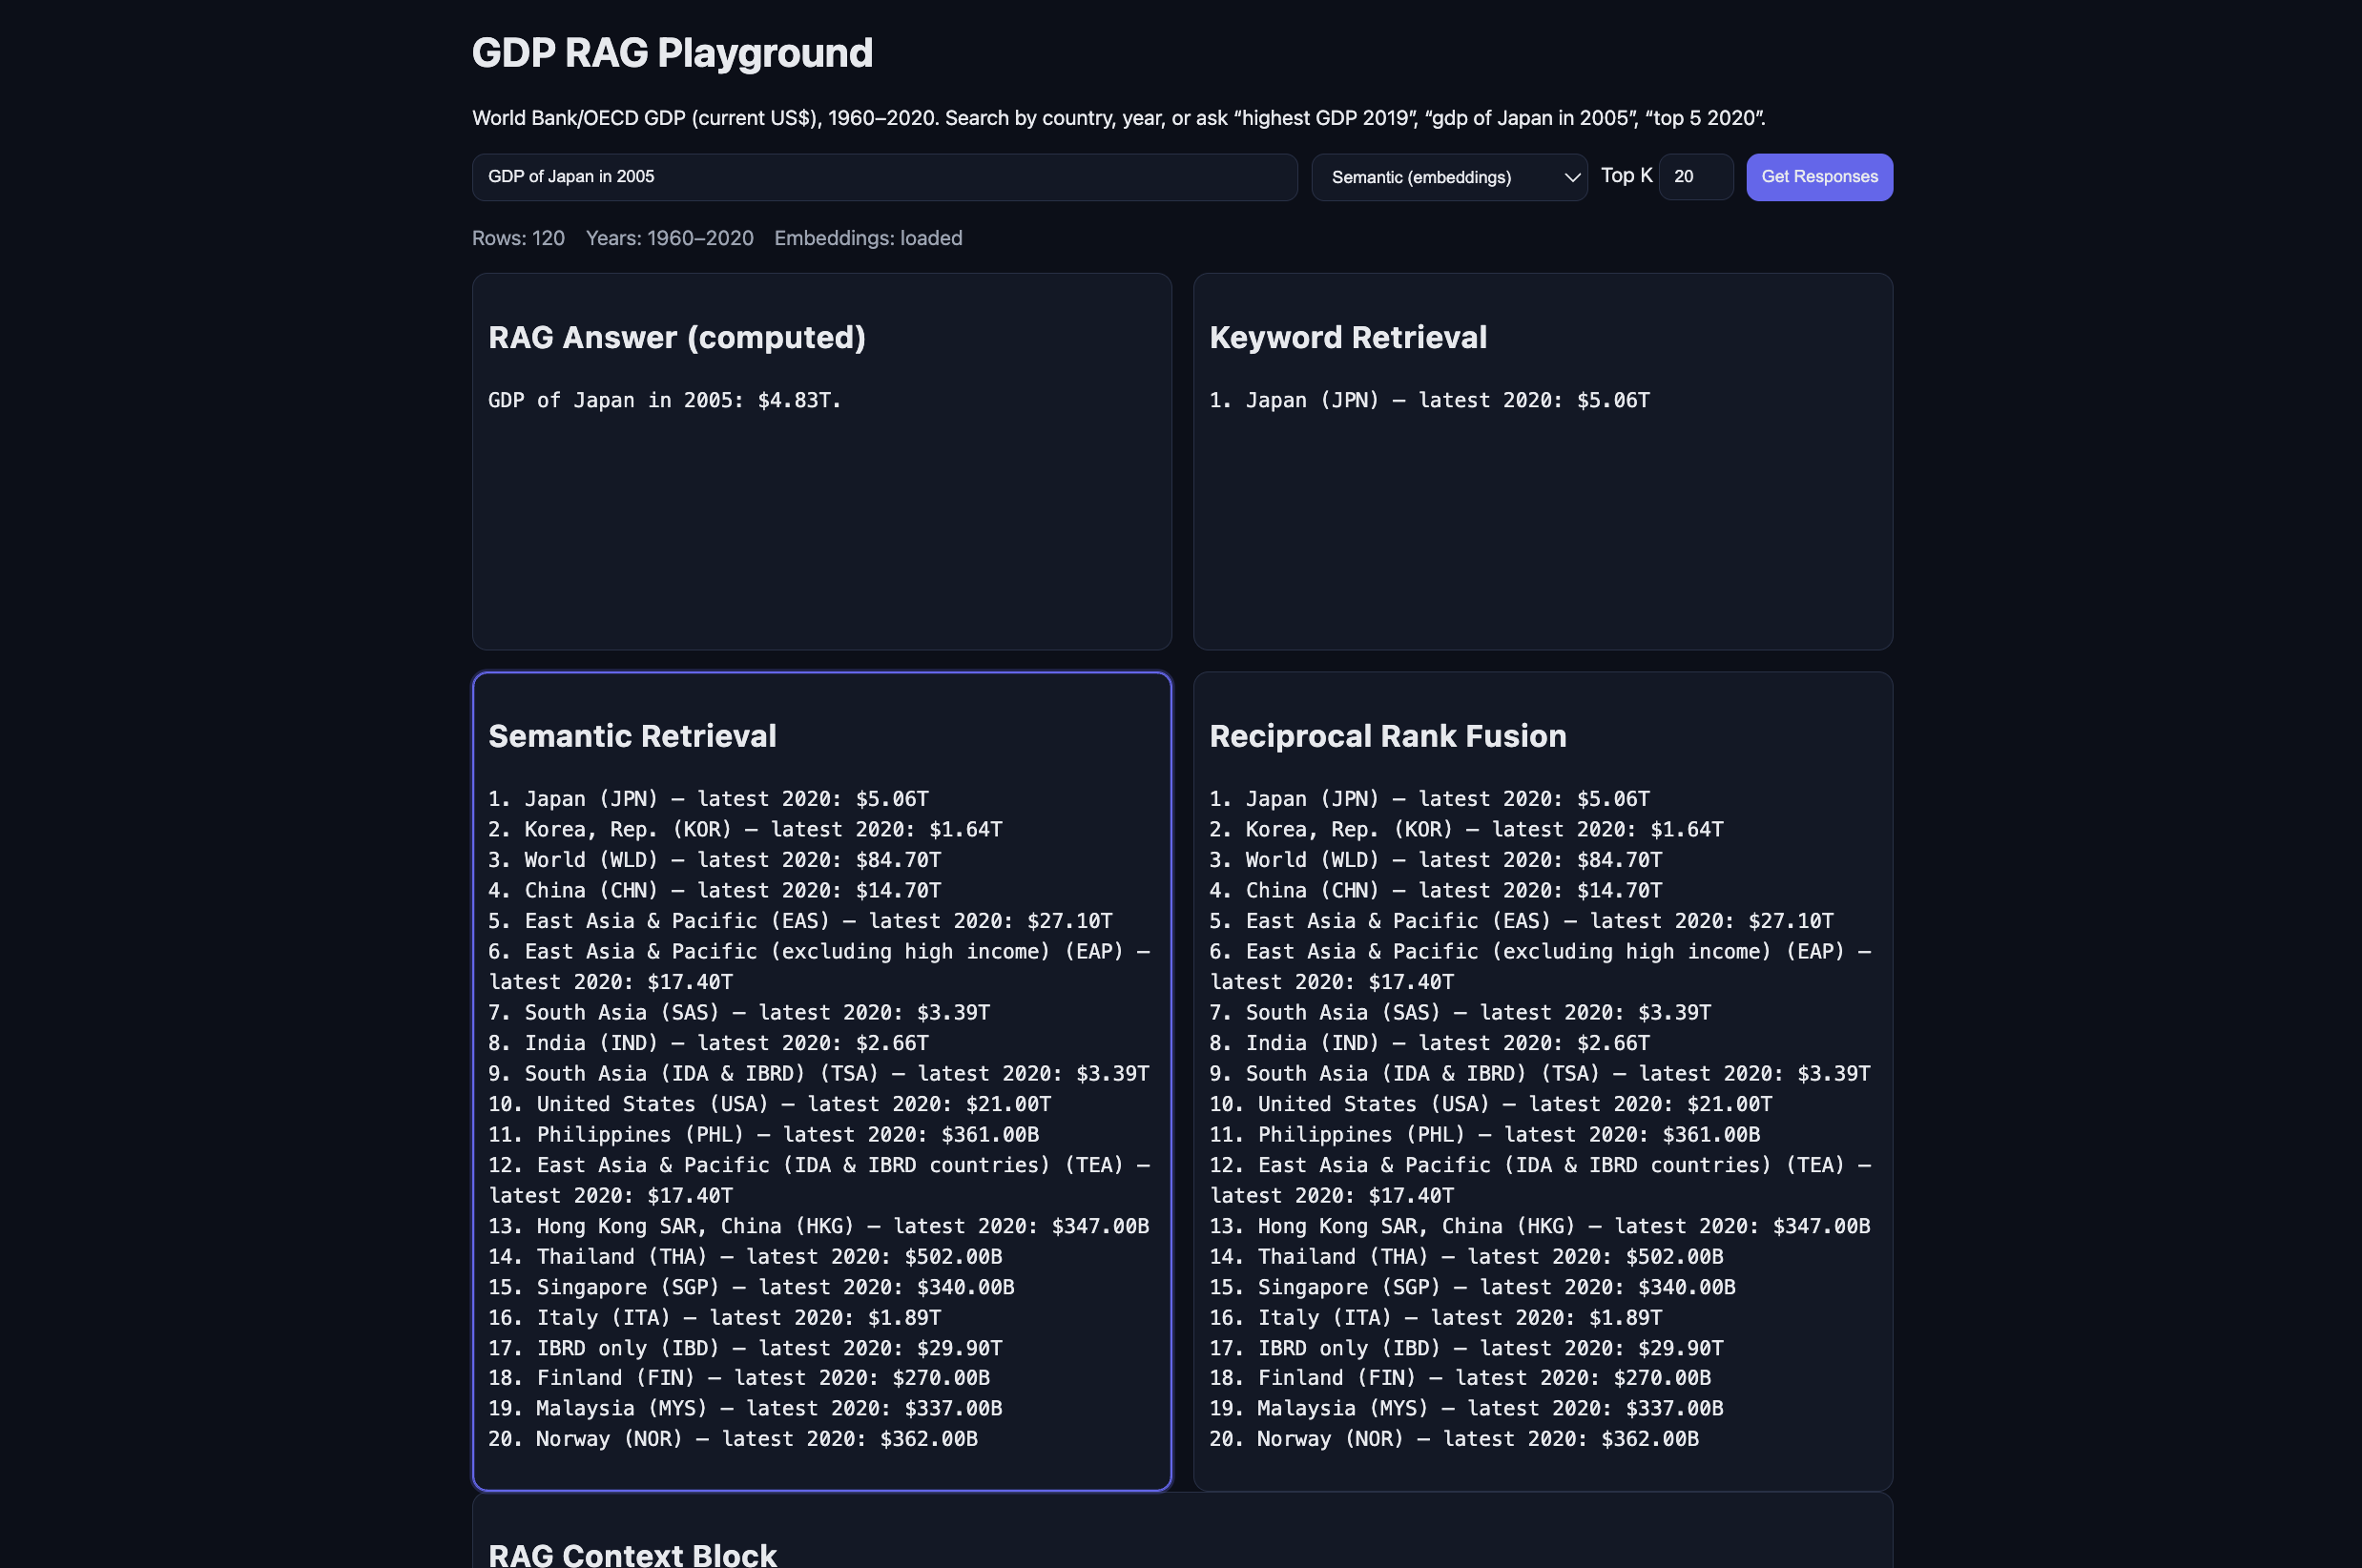 GDP RAG Playground
World Bank/OECD GDP (current US$), 1960–2020. Search by country, year, or ask “highest GDP 2019”, “gdp of Japan in 2005”, “top 5 2020”.
GDP of Japan in 2005
Semantic (embeddings)
Top K
20
Get Responses
Rows: 120 Years: 1960–2020 Embeddings: loaded
RAG Answer (computed)
GDP of Japan in 2005: $4.83T.
Keyword Retrieval
1. Japan (JPN) — latest 2020: $5.06T
Semantic Retrieval
1. Japan (JPN) — latest 2020: $5.06T
2. Korea, Rep. (KOR) — latest 2020: $1.64T
3. World (WLD) — latest 2020: $84.70T
4. China (CHN) — latest 2020: $14.70T
5. East Asia & Pacific (EAS) — latest 2020: $27.10T
6. East Asia & Pacific (excluding high income) (EAP) —
latest 2020: $17.40T
7. South Asia (SAS) — latest 2020: $3.39T
8. India (IND) — latest 2020: $2.66T
9. South Asia (IDA & IBRD) (TSA) — latest 2020: $3.39T
10. United States (USA) — latest 2020: $21.00T
11. Philippines (PHL) — latest 2020: $361.00B
12. East Asia & Pacific (IDA & IBRD countries) (TEA) —
latest 2020: $17.40T
13. Hong Kong SAR, China (HKG) — latest 2020: $347.00B
14. Thailand (THA) — latest 2020: $502.00B
15. Singapore (SGP) — latest 2020: $340.00B
16. Italy (ITA) — latest 2020: $1.89T
17. IBRD only (IBD) — latest 2020: $29.90T
18. Finland (FIN) — latest 2020: $270.00B
19. Malaysia (MYS) — latest 2020: $337.00B
20. Norway (NOR) — latest 2020: $362.00B
Reciprocal Rank Fusion
1. Japan (JPN) — latest 2020: $5.06T
2. Korea, Rep. (KOR) — latest 2020: $1.64T
3. World (WLD) — latest 2020: $84.70T
4. China (CHN) — latest 2020: $14.70T
5. East Asia & Pacific (EAS) — latest 2020: $27.10T
6. East Asia & Pacific (excluding high income) (EAP) —
latest 2020: $17.40T
7. South Asia (SAS) — latest 2020: $3.39T
8. India (IND) — latest 2020: $2.66T
9. South Asia (IDA & IBRD) (TSA) — latest 2020: $3.39T
10. United States (USA) — latest 2020: $21.00T
11. Philippines (PHL) — latest 2020: $361.00B
12. East Asia & Pacific (IDA & IBRD countries) (TEA) —
latest 2020: $17.40T
13. Hong Kong SAR, China (HKG) — latest 2020: $347.00B
14. Thailand (THA) — latest 2020: $502.00B
15. Singapore (SGP) — latest 2020: $340.00B
16. Italy (ITA) — latest 2020: $1.89T
17. IBRD only (IBD) — latest 2020: $29.90T
18. Finland (FIN) — latest 2020: $270.00B
19. Malaysia (MYS) — latest 2020: $337.00B
20. Norway (NOR) — latest 2020: $362.00B
RAG Context Block